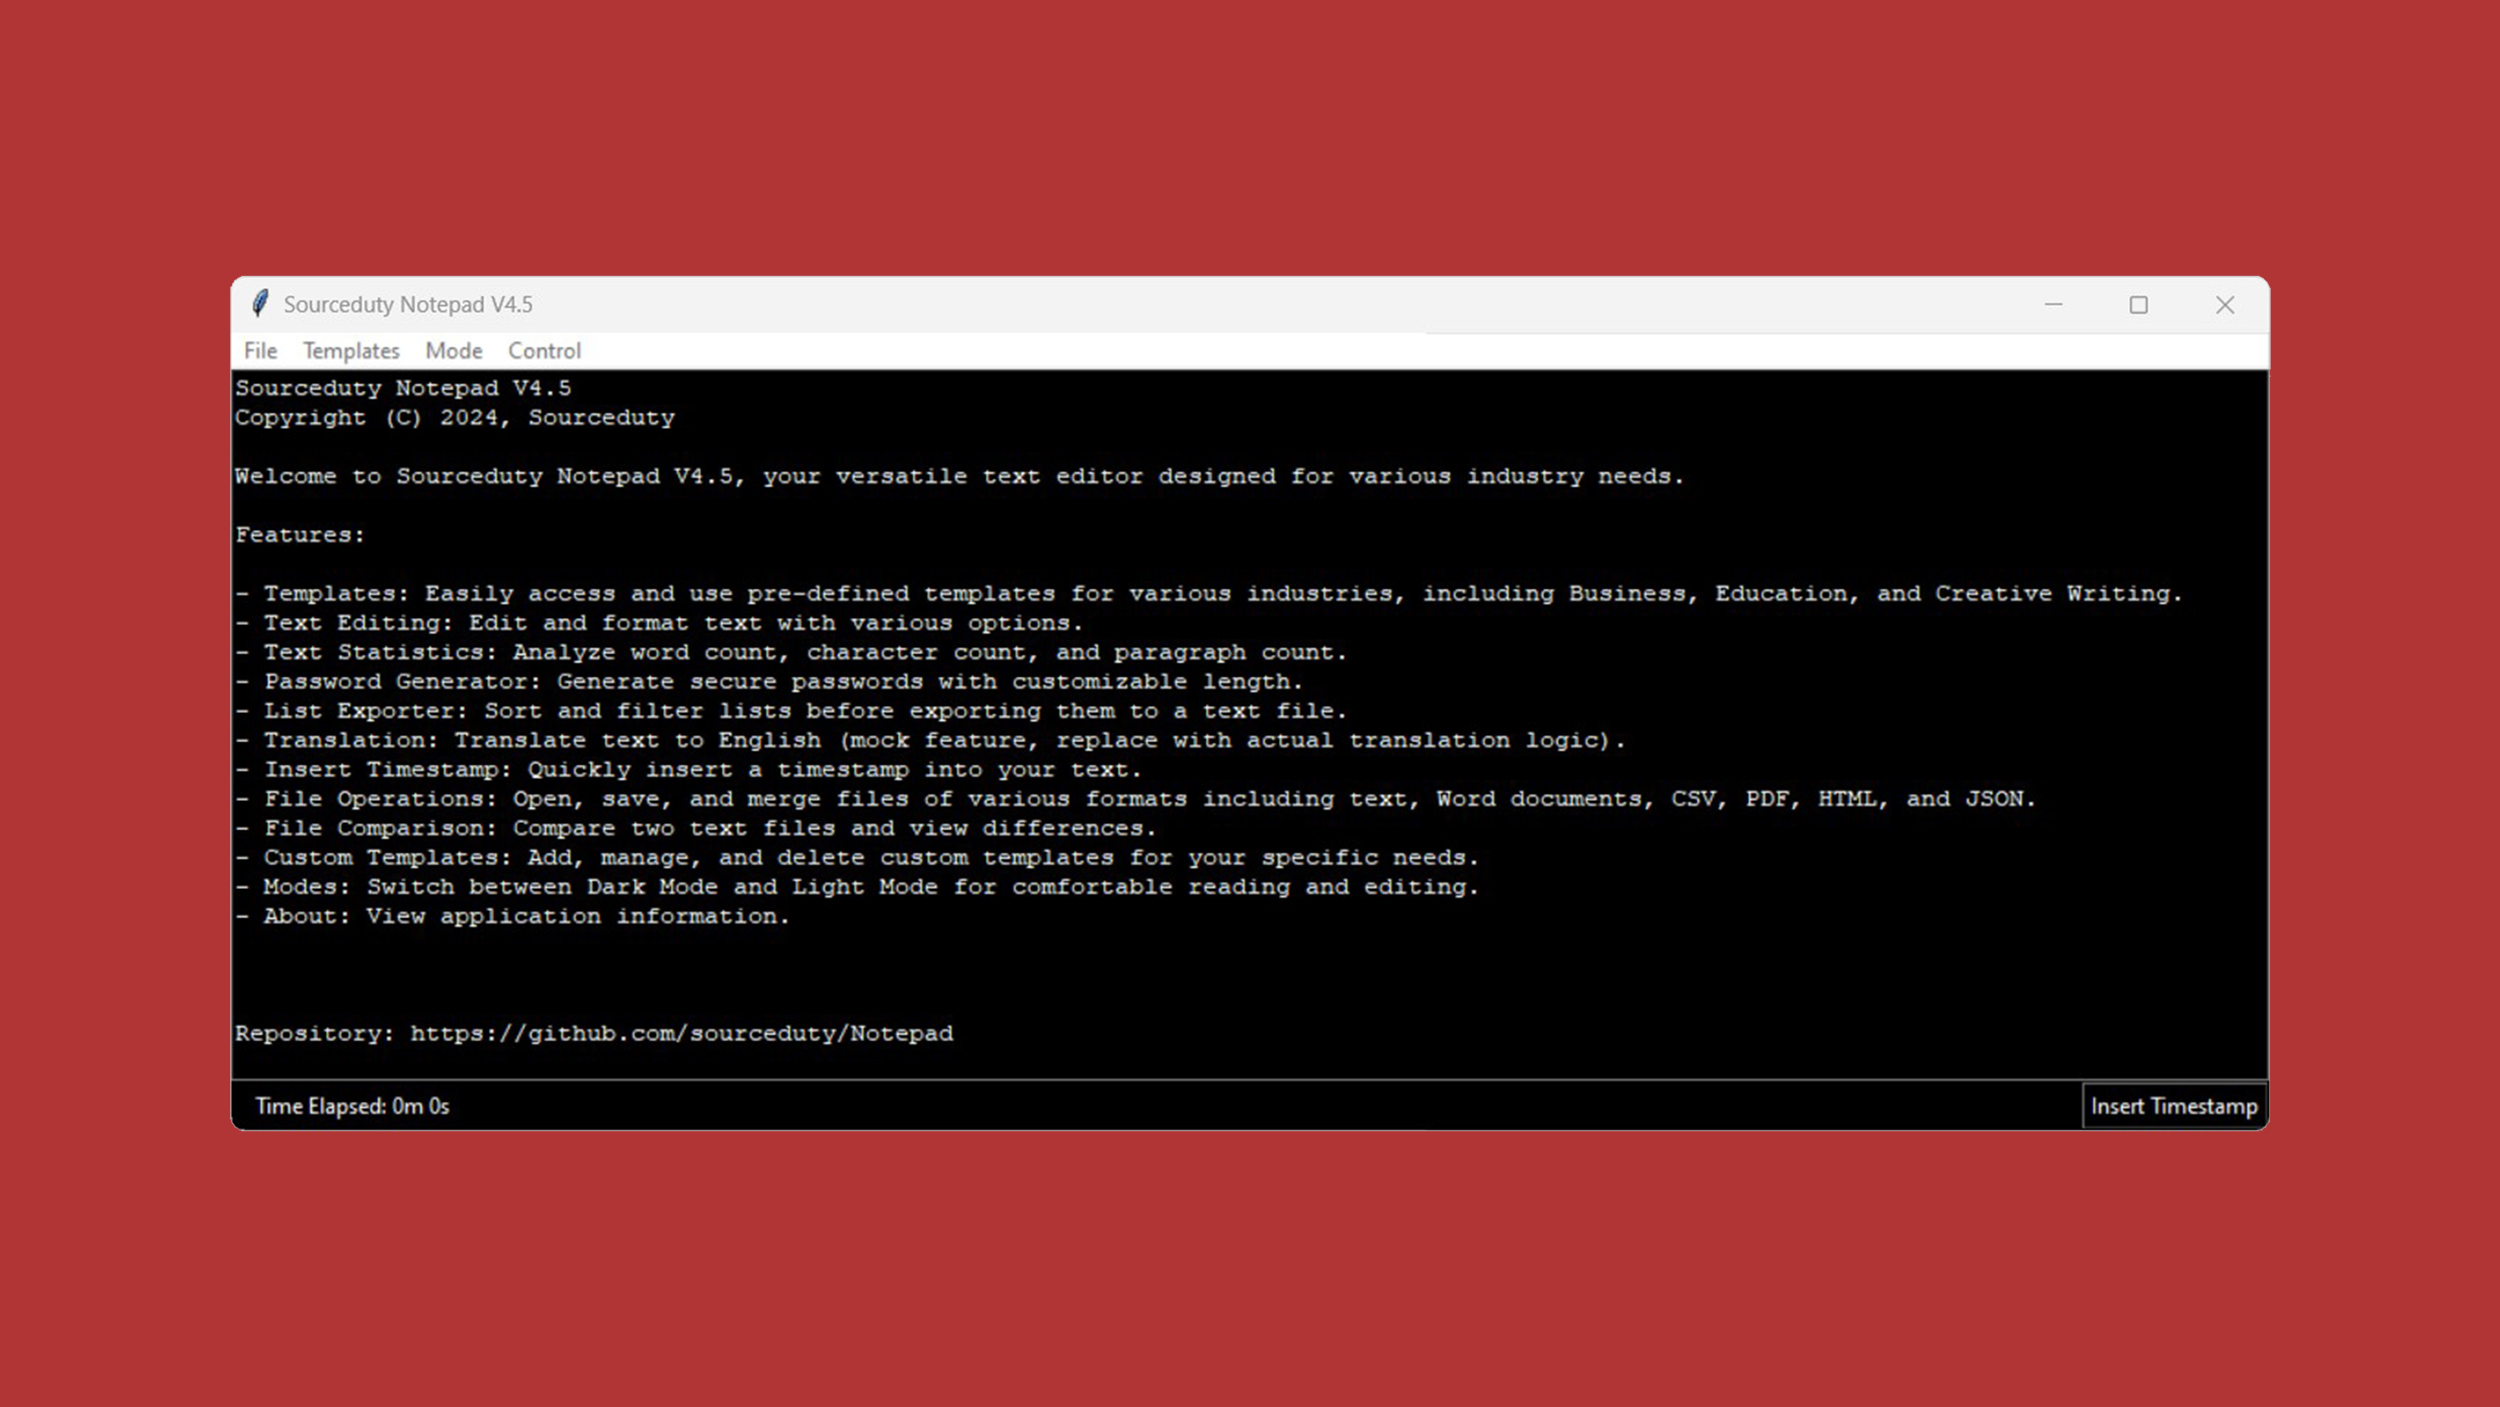 Sourceduty Notepad V4.5
File Templates Mode Control
Sourceduty Notepad V4.5
Copyright (C) 2024, Sourceduty
Welcome to Sourceduty Notepad V4.5, your versatile text editor designed for various industry needs.
Features:
- Templates: Easily access and use pre-defined templates for various industries, including Business, Education, and Creative Writing.
- Text Editing: Edit and format text with various options.
- Text Statistics: Analyze word count, character count, and paragraph count.
- Password Generator: Generate secure passwords with customizable length.
- List Exporter: Sort and filter lists before exporting them to a text file.
- Translation: Translate text to English (mock feature, replace with actual translation logic).
- Insert Timestamp: Quickly insert a timestamp into your text.
- File Operations: Open, save, and merge files of various formats including text, Word documents, CSV, PDF, HTML, and JSON.
- File Comparison: Compare two text files and view differences.
- Custom Templates: Add, manage, and delete custom templates for your specific needs.
- Modes: Switch between Dark Mode and Light Mode for comfortable reading and editing.
- About: View application information.
Repository: https://github.com/sourceduty/Notepad
Time Elapsed: 0m 0s
Insert Timestamp